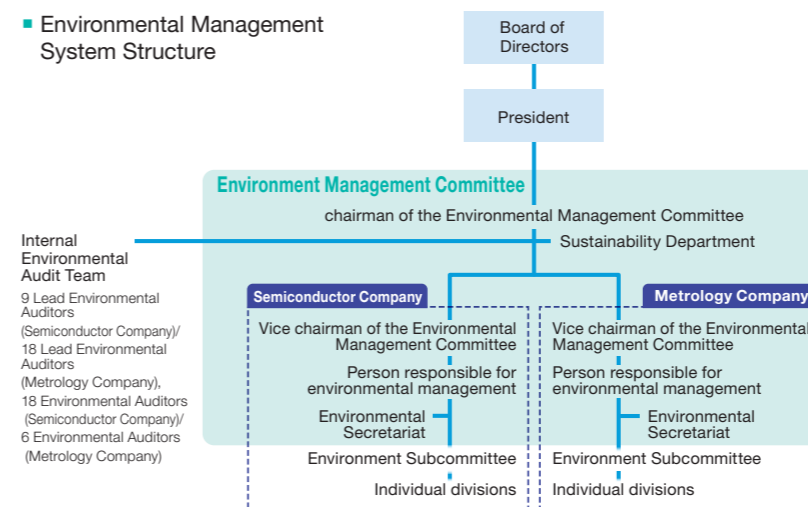 Environmental Management
System Structure
Board of
Directors
President
Environment Management Committee
chairman of the Environmental Management Committee
Sustainability Department
Internal
Environmental
Audit Team
9 Lead Environmental
Auditors
(Semiconductor Company)/
18 Lead Environmental
Auditors
(Metrology Company),
18 Environmental Auditors
(Semiconductor Company)/
6 Environmental Auditors
(Metrology Company)
Semiconductor Company
Vice chairman of the Environmental
Management Committee
Person responsible for
environmental management
Environmental
Secretariat
Environment Subcommittee
Individual divisions
Metrology Company
Vice chairman of the Environmental
Management Committee
Person responsible for
environmental management
Environmental
Secretariat
Environment Subcommittee
Individual divisions